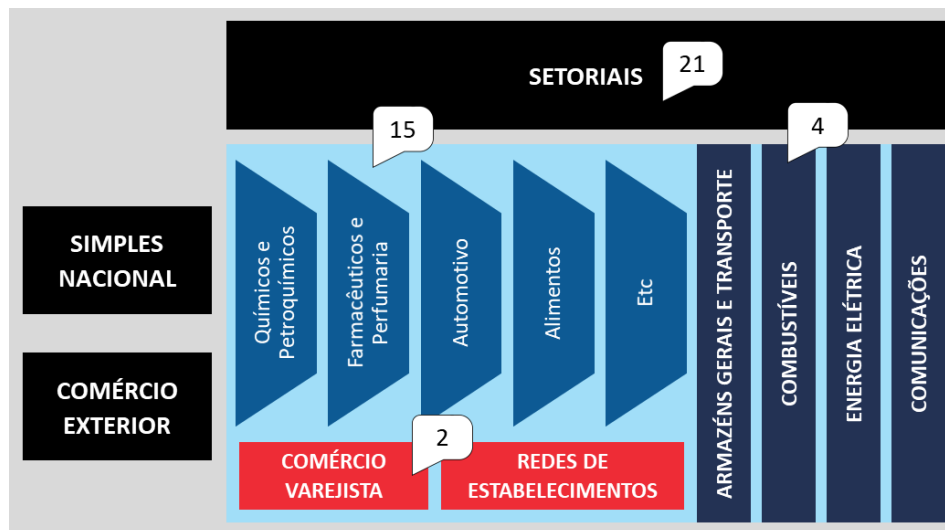 SETORIAIS
21
15
4
SIMPLES
NACIONAL
COMÉRCIO
EXTERIOR
Químicos e
Petroquímicos
Farmacêuticos e
Perfumaria
Automotivo
Alimentos
Etc
ARMAZÉNS GERAIS E TRANSPORTE
COMBUSTÍVEIS
ENERGIA ELÉTRICA
COMUNICAÇÕES
2
COMÉRCIO
VAREJISTA
REDES DE
ESTABELECIMENTOS